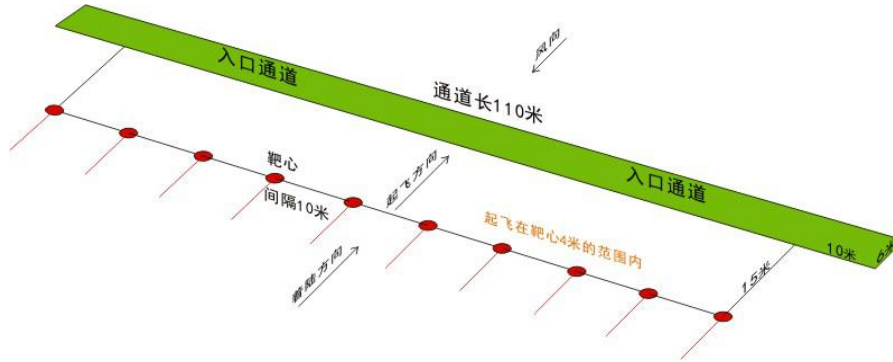 风向
入口通道
通道长110米
入口通道
靶心
间隔10米
起飞方向
起飞在靶心4米的范围内
10米
6米
15米
着陆方向